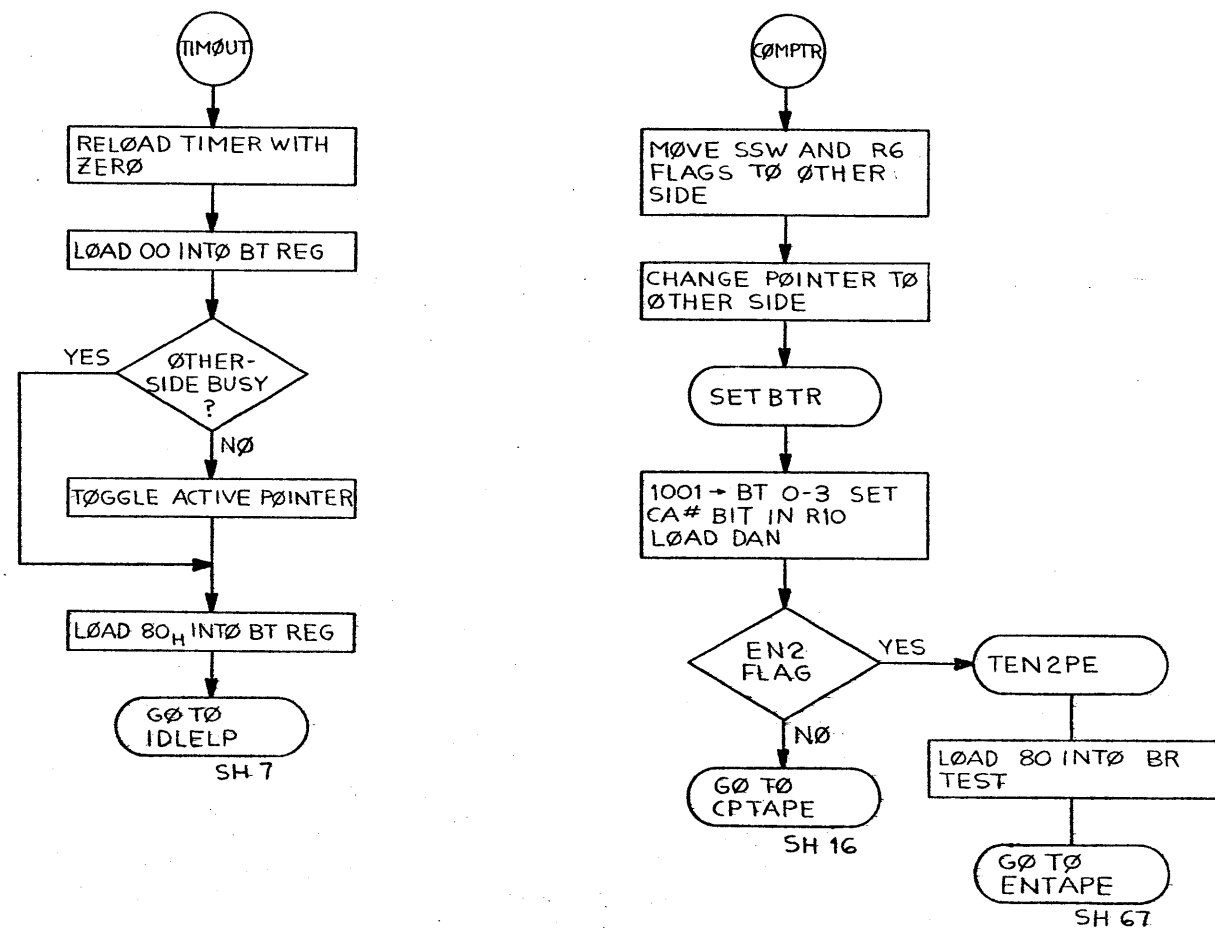 TIMØUT
RELØAD TIMER WITH
ZERØ
LØAD 00 INTØ BT REG
YES
ØTHER-
SIDE BUSY
?
NØ
TØGGLE ACTIVE PØINTER
LØAD 80H INTØ BT REG
GØ TØ
IDLELP
SH 7
CØMPTR
MØVE SSW AND R6
FLAGS TØ ØTHER
SIDE
CHANGE PØINTER TØ
ØTHER SIDE
SET BTR
1001 → BT 0-3 SET
CA# BIT IN R10
LØAD DAN
EN2
FLAG
YES
NØ
GØ TØ
CPTAPE
SH 16
TEN2PE
LØAD 80 INTØ BR
TEST
GØ TØ
ENTAPE
SH 67